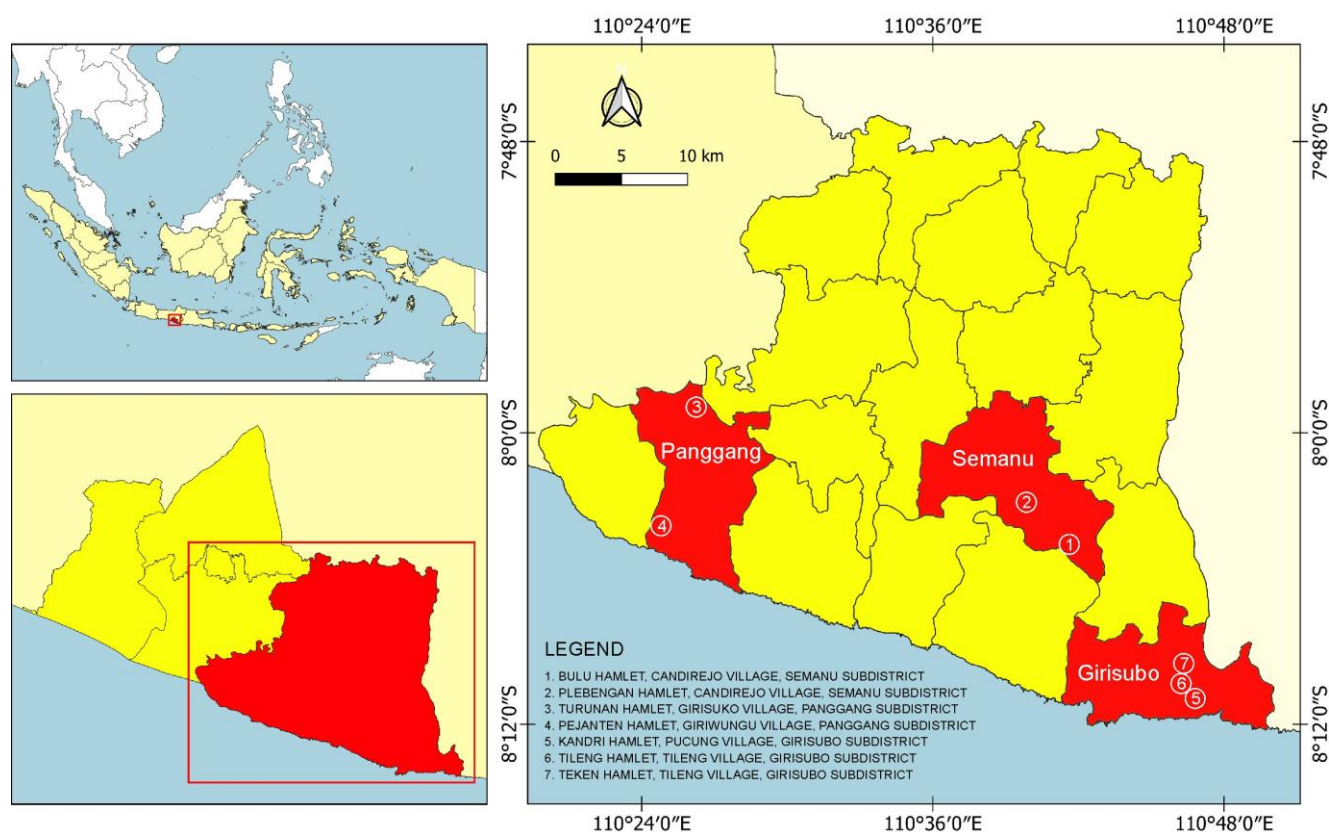 110°24′0″E 110°36′0″E 110°48′0″E
N
0 5 10 km
7°48′0″S 7°48′0″S
3
8°0′0″S Panggang Semanu 8°0′0″S
2
4
1
LEGEND
Girisubo 7
6
5
1. BULU HAMLET, CANDIREJO VILLAGE, SEMANU SUBDISTRICT
2. PLEBENGAN HAMLET, CANDIREJO VILLAGE, SEMANU SUBDISTRICT
3. TURUNAN HAMLET, GIRISUKO VILLAGE, PANGGANG SUBDISTRICT
4. PEJANTEN HAMLET, GIRIWUNGU VILLAGE, PANGGANG SUBDISTRICT
5. KANDRI HAMLET, PUCUNG VILLAGE, GIRISUBO SUBDISTRICT
6. TILENG HAMLET, TILENG VILLAGE, GIRISUBO SUBDISTRICT
7. TEKEN HAMLET, TILENG VILLAGE, GIRISUBO SUBDISTRICT
8°12′0″S 8°12′0″S
110°24′0″E 110°36′0″E 110°48′0″E